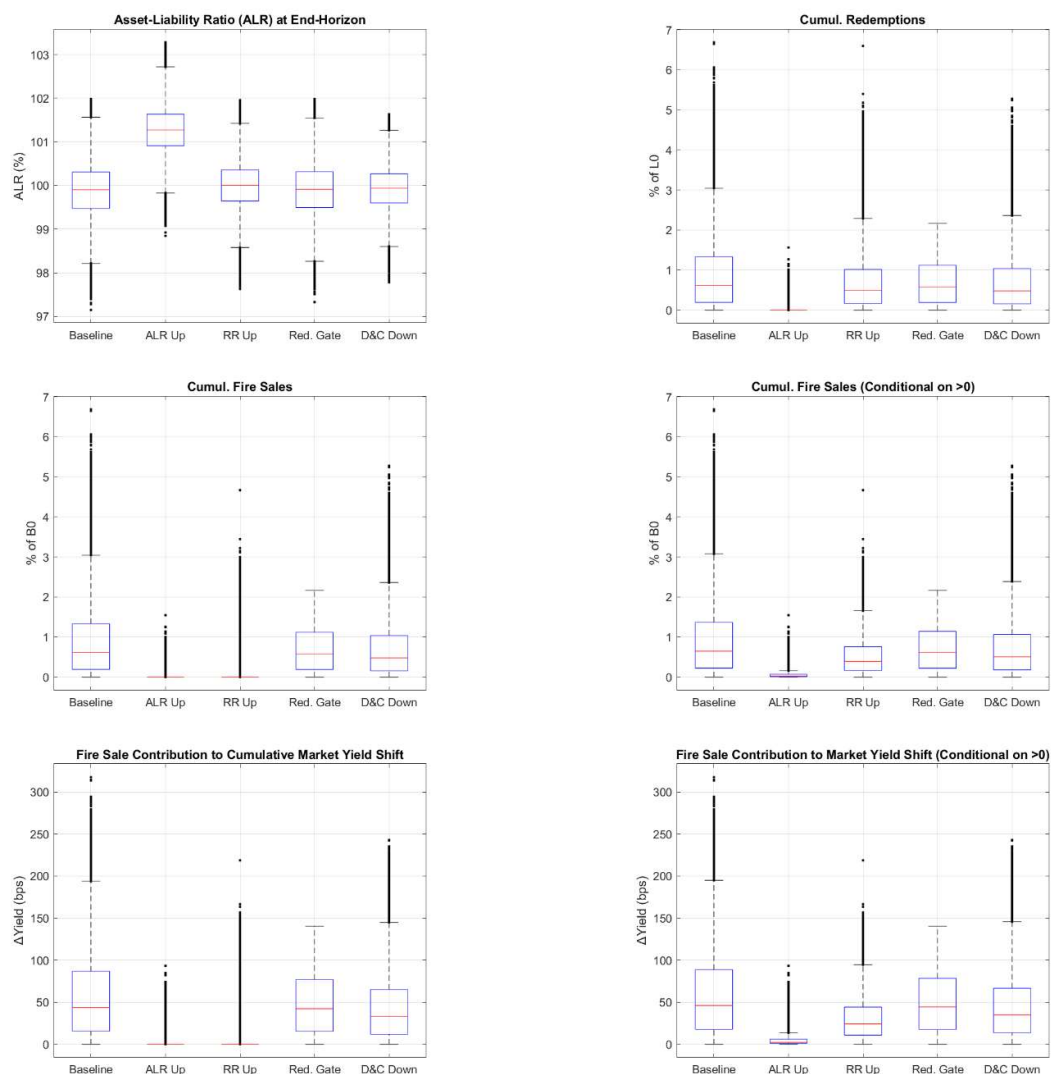 Asset-Liability Ratio (ALR) at End-Horizon
ALR (%)
103
102
101
100
99
98
97
Baseline ALR Up RR Up Red. Gate D&C Down
Cumul. Redemptions
% of L0
7
6
5
4
3
2
1
0
Baseline ALR Up RR Up Red. Gate D&C Down
Cumul. Fire Sales
% of B0
7
6
5
4
3
2
1
0
Baseline ALR Up RR Up Red. Gate D&C Down
Cumul. Fire Sales (Conditional on >0)
% of B0
7
6
5
4
3
2
1
0
Baseline ALR Up RR Up Red. Gate D&C Down
Fire Sale Contribution to Cumulative Market Yield Shift
ΔYield (bps)
300
250
200
150
100
50
0
Baseline ALR Up RR Up Red. Gate D&C Down
Fire Sale Contribution to Market Yield Shift (Conditional on >0)
ΔYield (bps)
300
250
200
150
100
50
0
Baseline ALR Up RR Up Red. Gate D&C Down